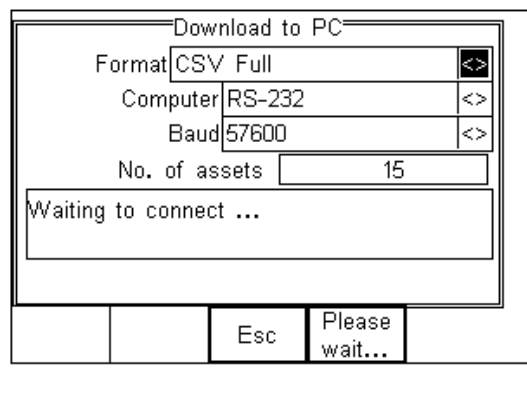 Download to PC
Format CSV Full <>
Computer RS-232 <>
Baud 57600 <>
No. of assets 15
Waiting to connect ...
Esc
Please
wait...